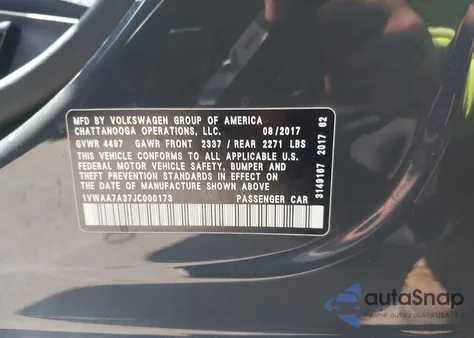 MFD BY VOLKSWAGEN GROUP OF AMERICA
CHATTANOOGA OPERATIONS, LLC. 08/2017
GVWR 4497 GAWR FRONT 2337 / REAR 2271 LBS
THIS VEHICLE CONFORMS TO ALL APPLICABLE U.S.
FEDERAL MOTOR VEHICLE SAFETY, BUMPER AND
THEFT PREVENTION STANDARDS IN EFFECT ON THE
DATE OF MANUFACTURE SHOWN ABOVE
1VWAA7A37JC000173 PASSENGER CAR
3149167 2017 62
autaSnap